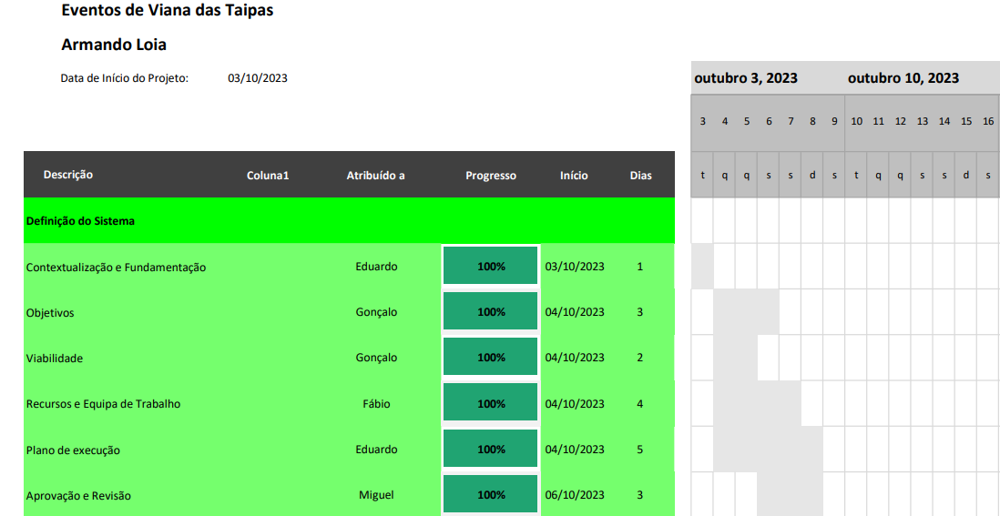 Eventos de Viana das Taipas
Armando Loia
Data de Início do Projeto: 03/10/2023
outubro 3, 2023 outubro 10, 2023
3 4 5 6 7 8 9 10 11 12 13 14 15 16
Descrição Coluna1 Atribuído a Progresso Início Dias t q q s s d s t q q s s d s
Definição do Sistema
Contextualização e Fundamentação Eduardo 100% 03/10/2023 1
Objetivos Gonçalo 100% 04/10/2023 3
Viabilidade Gonçalo 100% 04/10/2023 2
Recursos e Equipa de Trabalho Fábio 100% 04/10/2023 4
Plano de execução Eduardo 100% 04/10/2023 5
Aprovação e Revisão Miguel 100% 06/10/2023 3